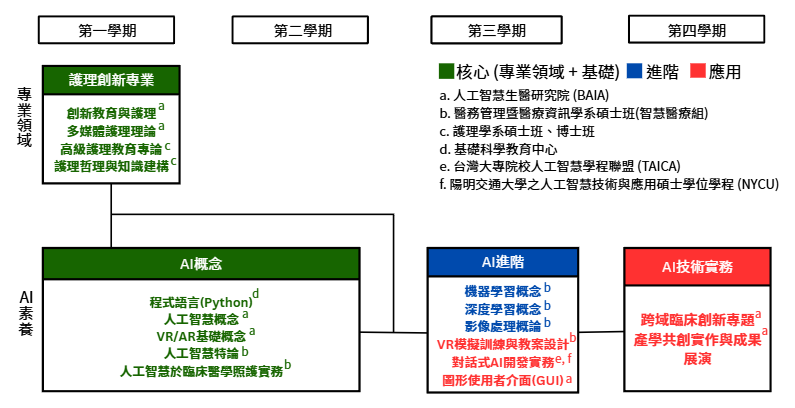 第一學期
第二學期
第三學期
第四學期
專業領域
護理創新專業
創新教育與護理 a
多媒體護理理論 a
高級護理教育專論 c
護理哲理與知識建構 c
核心 (專業領域 + 基礎) 進階 應用
a. 人工智慧生醫研究院 (BAIA)
b. 醫務管理暨醫療資訊學系碩士班(智慧醫療組)
c. 護理學系碩士班、博士班
d. 基礎科學教育中心
e. 台灣大專院校人工智慧學程聯盟 (TAICA)
f. 陽明交通大學之人工智慧技術與應用碩士學位學程 (NYCU)
AI素養
AI概念
程式語言(Python) d
人工智慧概念 a
VR/AR基礎概念 a
人工智慧特論 b
人工智慧於臨床醫學照護實務 b
AI進階
機器學習概念 b
深度學習概念 b
影像處理概論 b
VR模擬訓練與教案設計 b
對話式AI開發實務 e, f
圖形使用者介面(GUI) a
AI技術實務
跨域臨床創新專題 a
產學共創實作與成果 a
展演